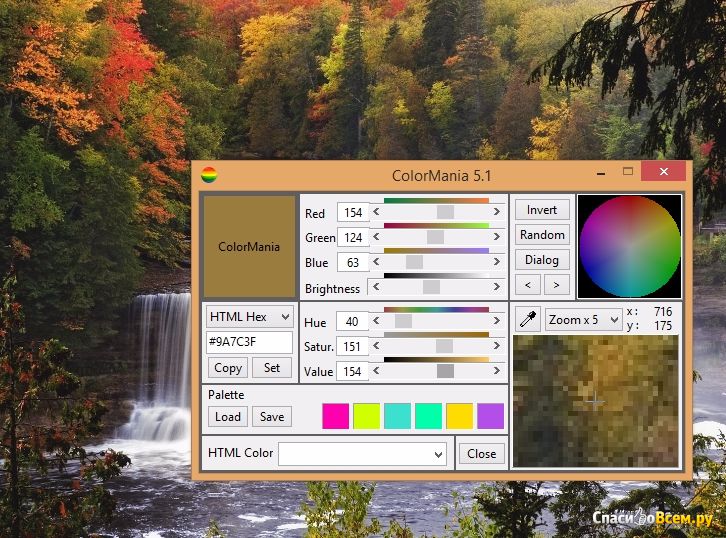 ColorMania 5.1
ColorMania
Red 154
Green 124
Blue 63
Brightness
Invert
Random
Dialog
< >
HTML Hex
#9A7C3F
Copy Set
Hue 40
Satur. 151
Value 154
Zoom x 5
x: 716
y: 175
Palette
Load Save
HTML Color
Close
СпасибоВсем.ру